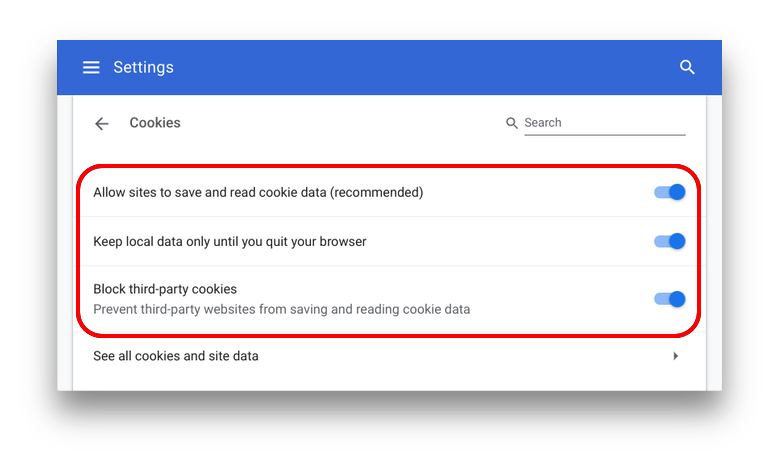 Settings
Cookies
Search
Allow sites to save and read cookie data (recommended)
Keep local data only until you quit your browser
Block third-party cookies
Prevent third-party websites from saving and reading cookie data
See all cookies and site data